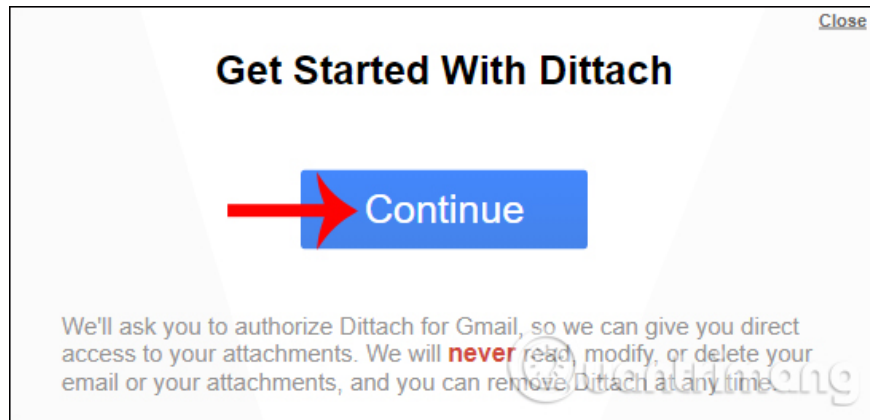 Close
Get Started With Dittach
Continue
We'll ask you to authorize Dittach for Gmail, so we can give you direct
access to your attachments. We will never read, modify, or delete your
email or your attachments, and you can remove Dittach at any time.
uantrimang